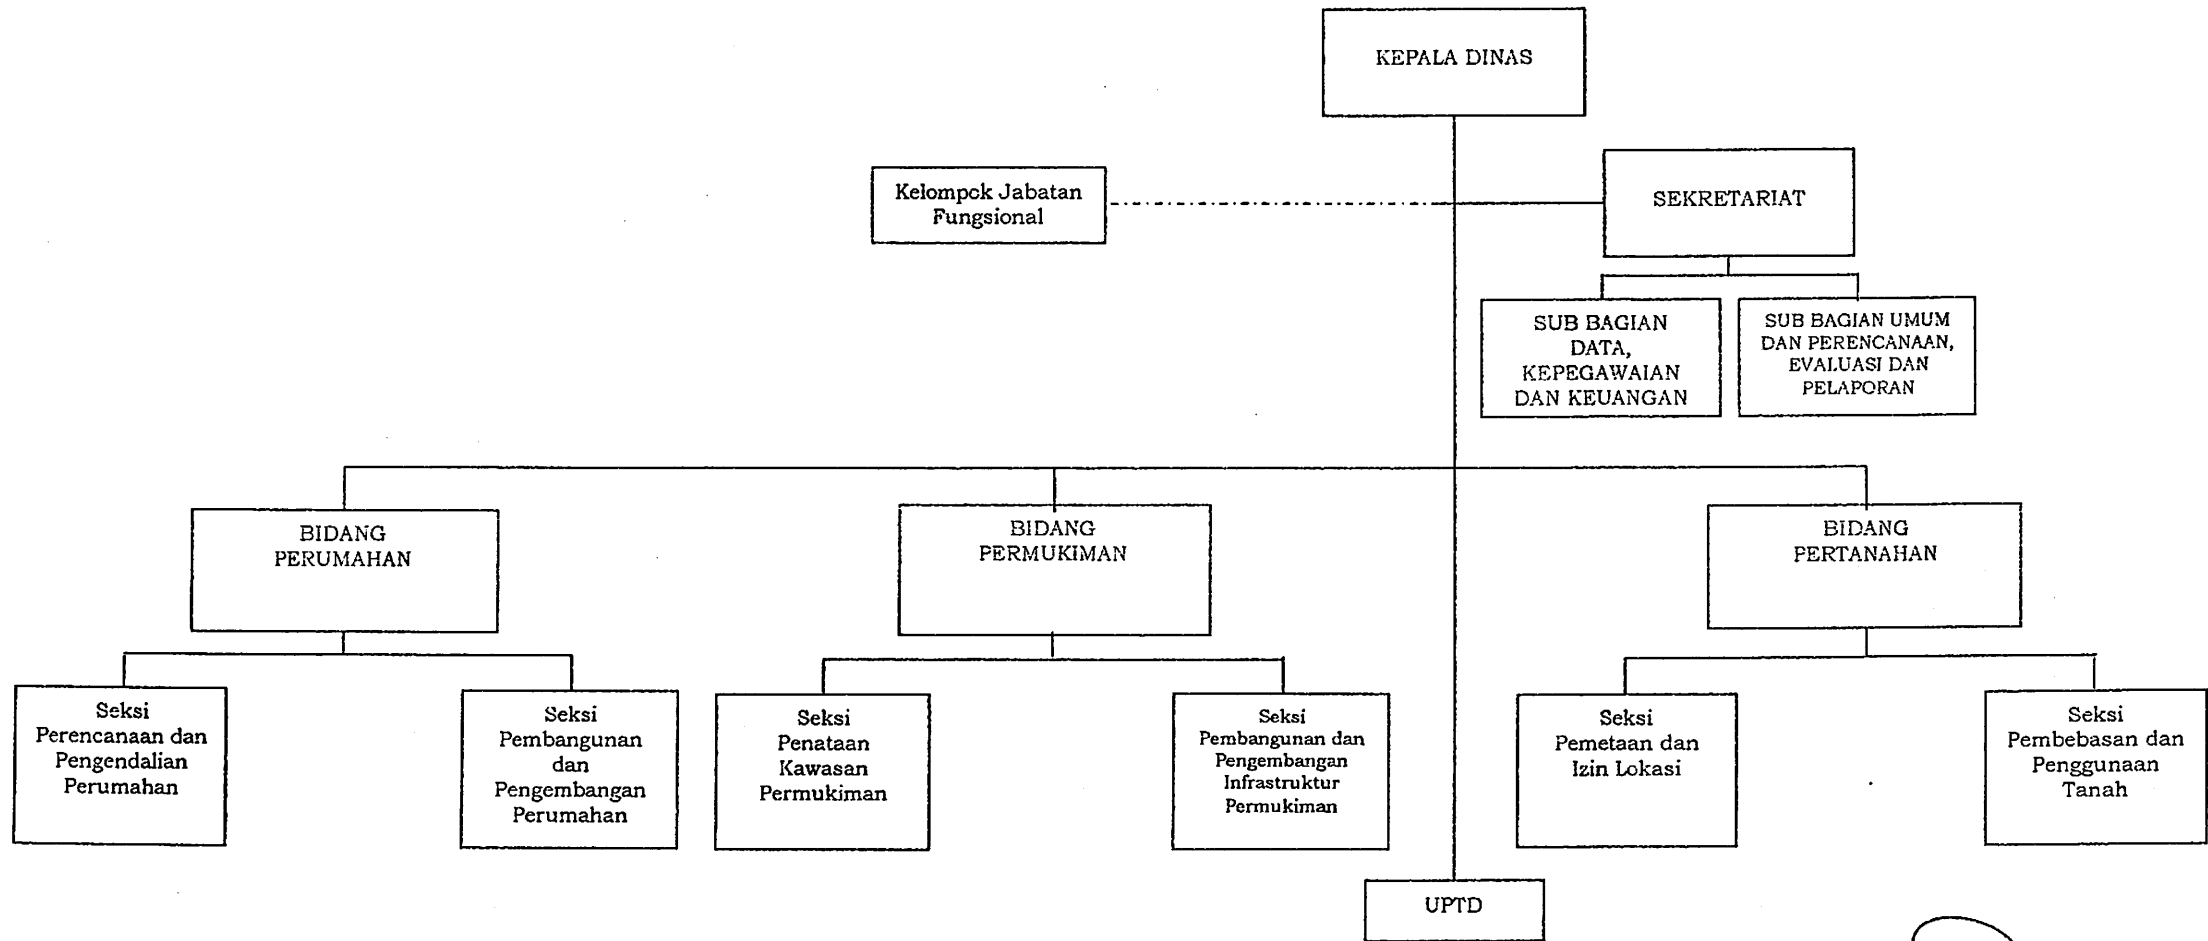 KEPALA DINAS
Kelompok Jabatan
Fungsional
SEKRETARIAT
SUB BAGIAN
DATA,
KEPEGAWAIAN
DAN KEUANGAN
SUB BAGIAN UMUM
DAN PERENCANAAN,
EVALUASI DAN
PELAPORAN
BIDANG
PERUMAHAN
BIDANG
PERMUKIMAN
BIDANG
PERTANAHAN
Seksi
Perencanaan dan
Pengendalian
Perumahan
Seksi
Pembangunan
dan
Pengembangan
Perumahan
Seksi
Penataan
Kawasan
Permukiman
Seksi
Pembangunan dan
Pengembangan
Infrastruktur
Permukiman
Seksi
Pemetaan dan
Izin Lokasi
Seksi
Pembebasan dan
Penggunaan
Tanah
UPTD